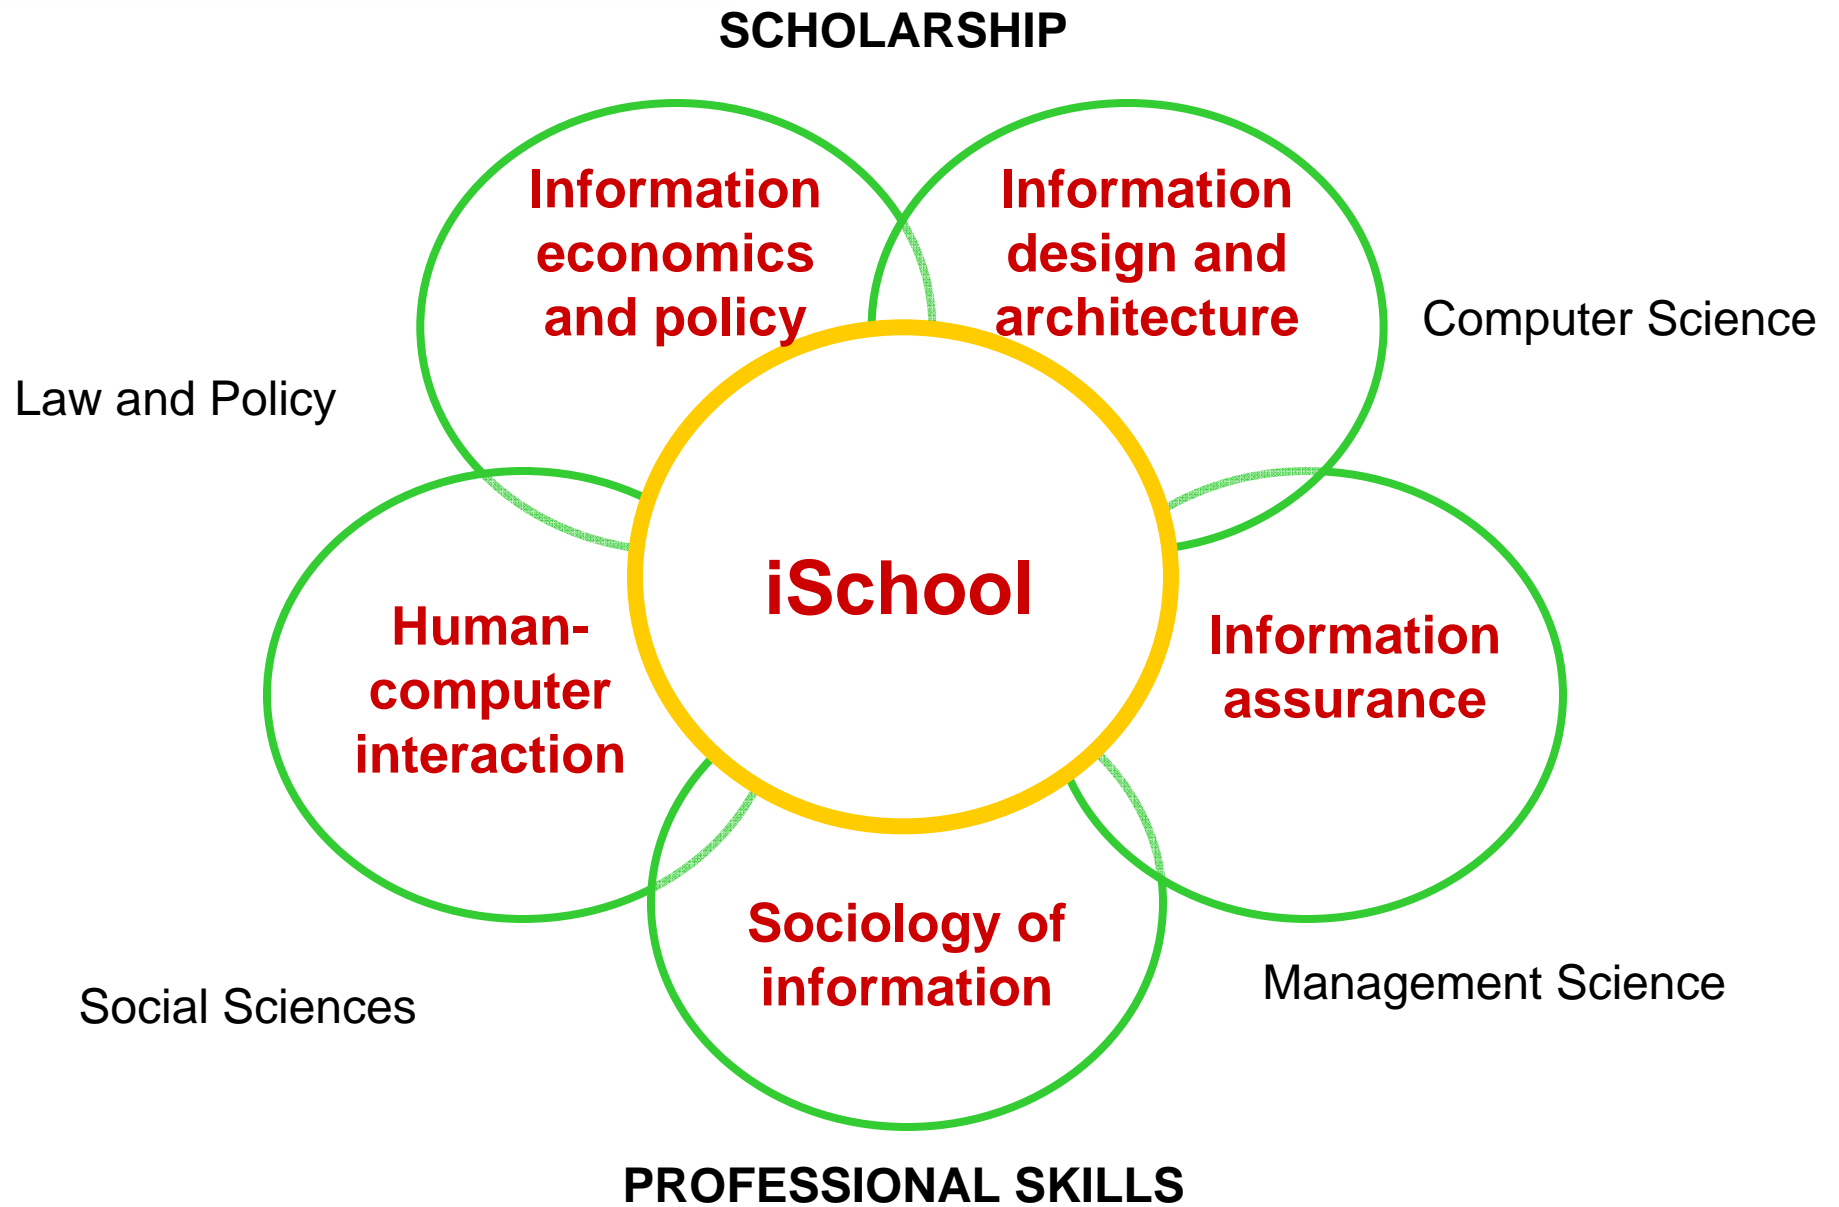 SCHOLARSHIP
Information
economics
and policy
Information
design and
architecture
Computer Science
Law and Policy
iSchool
Human-
computer
interaction
Information
assurance
Sociology of
information
Social Sciences
Management Science
PROFESSIONAL SKILLS